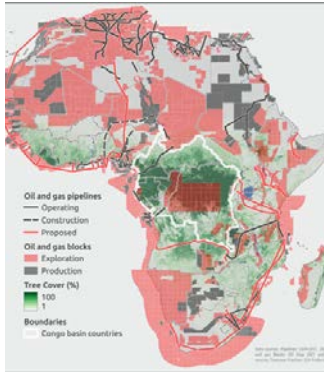 Oil and gas pipelines
Operating
Construction
Proposed
Oil and gas blocks
Exploration
Production
Tree Cover (%)
100
1
Boundaries
Congo basin countries